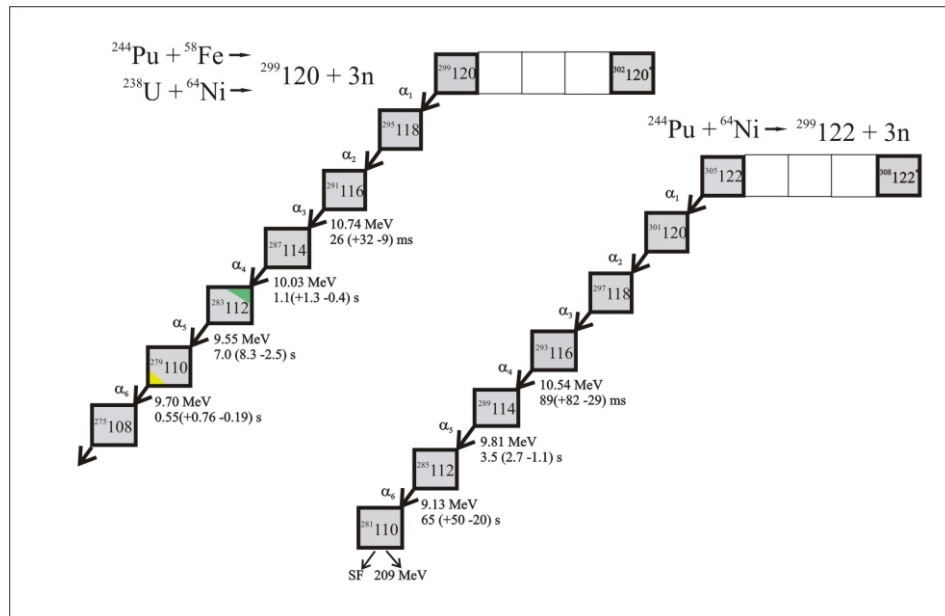 ²⁴⁴Pu + ⁵⁸Fe →
²³⁸U + ⁶⁴Ni →
²⁹⁹120 + 3n
²⁹⁹120
³⁰²120*
α₁
²⁹⁵118
α₂
²⁹¹116
α₃
10.74 MeV
26 (+32 -9) ms
²⁸⁷114
α₄
10.03 MeV
1.1(+1.3 -0.4) s
²⁸³112
α₅
9.55 MeV
7.0 (8.3 -2.5) s
²⁷⁹110
α₆
9.70 MeV
0.55(+0.76 -0.19) s
²⁷⁵108
²⁴⁴Pu + ⁶⁴Ni → ²⁹⁹122 + 3n
³⁰⁵122
³⁰⁸122*
α₁
³⁰¹120
α₂
²⁹⁷118
α₃
²⁹³116
α₄
10.54 MeV
89(+82 -29) ms
²⁸⁹114
α₅
9.81 MeV
3.5 (2.7 -1.1) s
²⁸⁵112
α₆
9.13 MeV
65 (+50 -20) s
²⁸¹110
SF 209 MeV